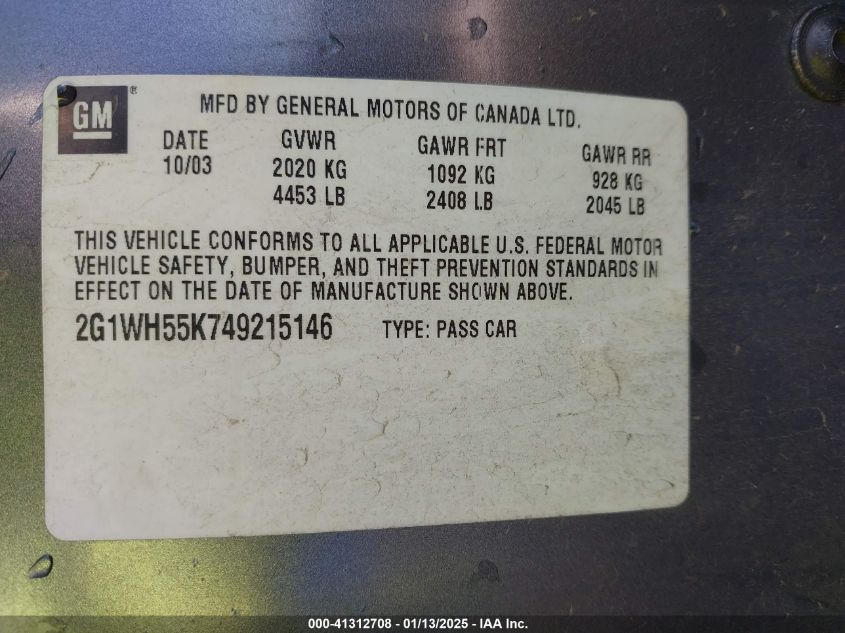 GM®
MFD BY GENERAL MOTORS OF CANADA LTD.
DATE GVWR GAWR FRT GAWR RR
10/03 2020 KG 1092 KG 928 KG
4453 LB 2408 LB 2045 LB
THIS VEHICLE CONFORMS TO ALL APPLICABLE U.S. FEDERAL MOTOR
VEHICLE SAFETY, BUMPER, AND THEFT PREVENTION STANDARDS IN
EFFECT ON THE DATE OF MANUFACTURE SHOWN ABOVE.
2G1WH55K749215146 TYPE: PASS CAR
000-41312708 - 01/13/2025 - IAA Inc.